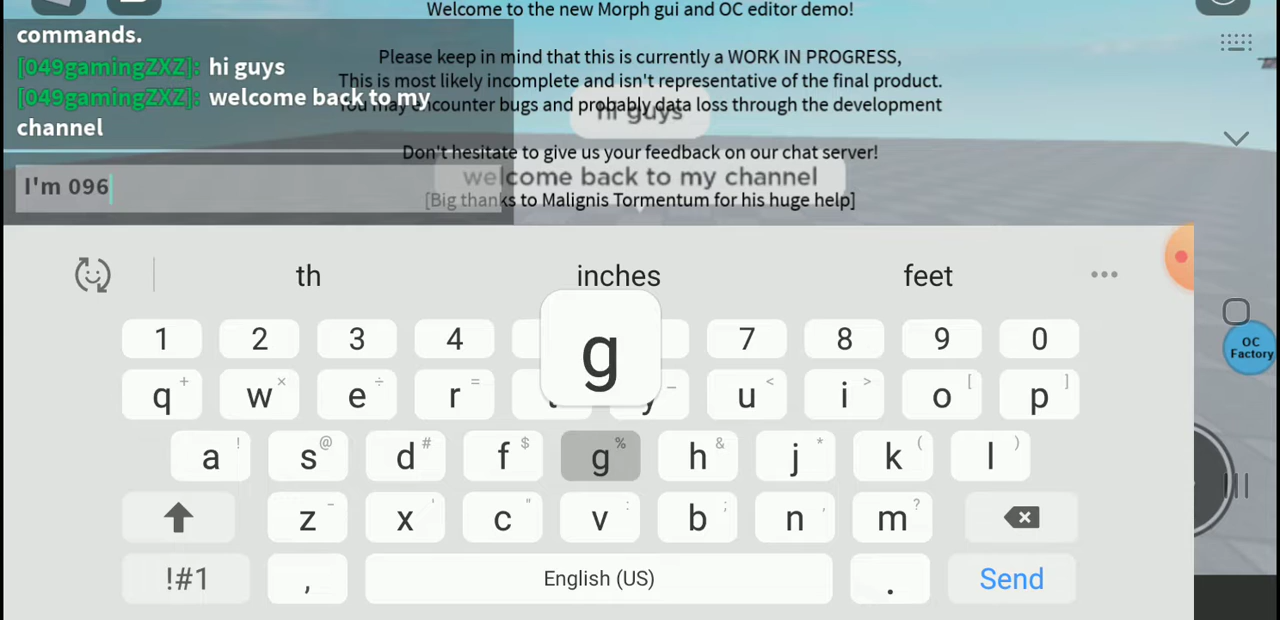 Welcome to the new Morph gui and OC editor demo!
commands.
Please keep in mind that this is currently a WORK IN PROGRESS,
[049gamingZXZ]: hi guys
This is most likely incomplete and isn't representative of the final product.
[049gamingZXZ]: welcome back to my
You may encounter bugs and probably data loss through the development
hi guys
channel
Don't hesitate to give us your feedback on our chat server!
welcome back to my channel
I'm 096
[Big thanks to Malignis Tormentum for his huge help]
th inches feet
g
1 2 3 4 7 8 9 0
q + w × e ÷ r = t y − u < i > o [ p ]
OC
Factory
a ! s @ d # f $ g % h & j * k ( l )
z - x ' c " v : b ; n , m ?
!#1 , English (US) . Send